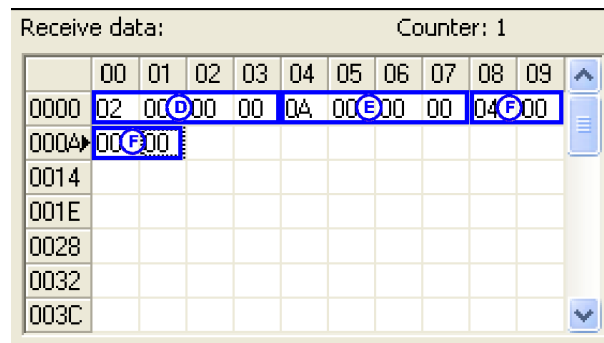 Receive data: Counter: 1
00 01 02 03 04 05 06 07 08 09
0000 02 00 D 00 00 0A 00 E 00 00 04 F 00
000A 00 F 00
0014
001E
0028
0032
003C